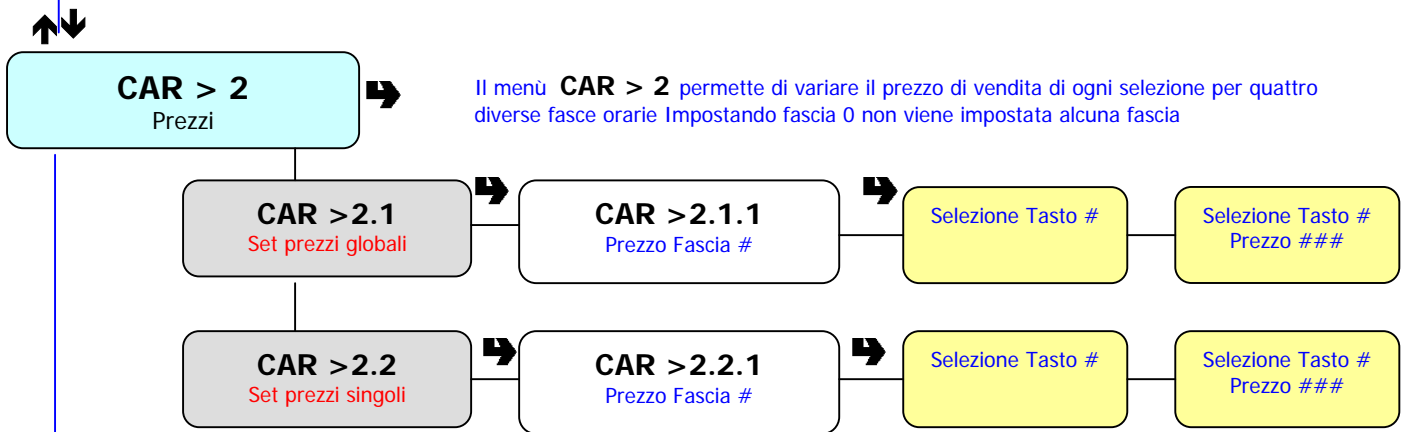 CAR > 2
Prezzi
Il menù CAR > 2 permette di variare il prezzo di vendita di ogni selezione per quattro
diverse fasce orarie Impostando fascia 0 non viene impostata alcuna fascia
CAR >2.1
Set prezzi globali
CAR >2.1.1
Prezzo Fascia #
Selezione Tasto #
Selezione Tasto #
Prezzo ###
CAR >2.2
Set prezzi singoli
CAR >2.2.1
Prezzo Fascia #
Selezione Tasto #
Selezione Tasto #
Prezzo ###